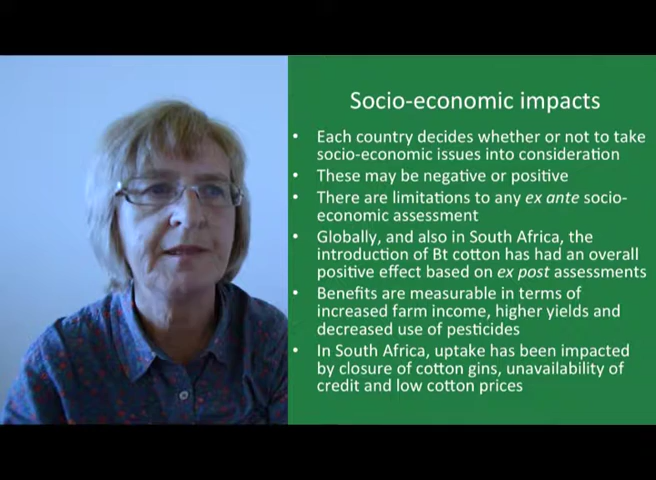 Socio-economic impacts
• Each country decides whether or not to take
socio-economic issues into consideration
• These may be negative or positive
• There are limitations to any ex ante socio-
economic assessment
• Globally, and also in South Africa, the
introduction of Bt cotton has had an overall
positive effect based on ex post assessments
• Benefits are measurable in terms of
increased farm income, higher yields and
decreased use of pesticides
• In South Africa, uptake has been impacted
by closure of cotton gins, unavailability of
credit and low cotton prices